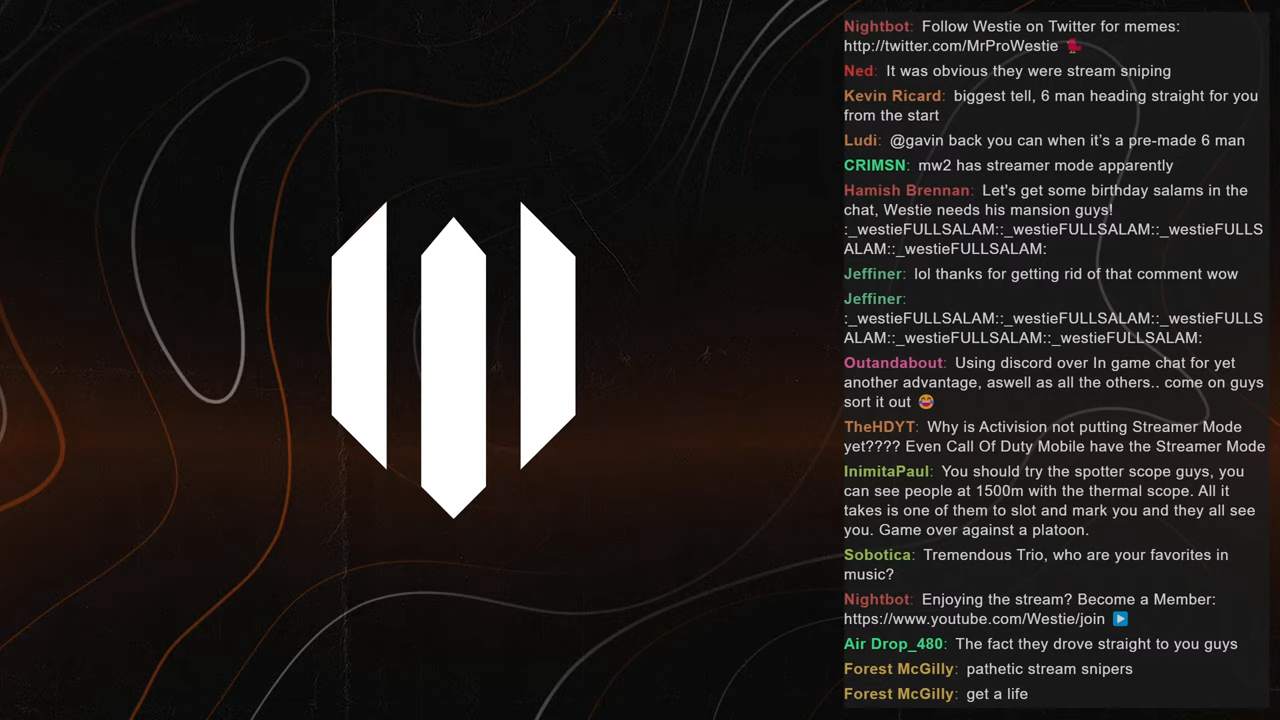 Nightbot: Follow Westie on Twitter for memes:
http://twitter.com/MrProWestie
Ned: It was obvious they were stream sniping
Kevin Ricard: biggest tell, 6 man heading straight for you
from the start
Ludi: @gavin back you can when it's a pre-made 6 man
CRIMSN: mw2 has streamer mode apparently
Hamish Brennan: Let's get some birthday salams in the
chat, Westie needs his mansion guys!
:_westieFULLSALAM::_westieFULLSALAM::_westieFULLS
ALAM::_westieFULLSALAM:
Jeffiner: lol thanks for getting rid of that comment wow
Jeffiner:
:_westieFULLSALAM::_westieFULLSALAM::_westieFULLS
ALAM::_westieFULLSALAM::_westieFULLSALAM:
Outandabout: Using discord over In game chat for yet
another advantage, aswell as all the others.. come on guys
sort it out 😂
TheHDYT: Why is Activision not putting Streamer Mode
yet???? Even Call Of Duty Mobile have the Streamer Mode
InimitaPaul: You should try the spotter scope guys, you
can see people at 1500m with the thermal scope. All it
takes is one of them to slot and mark you and they all see
you. Game over against a platoon.
Sobotica: Tremendous Trio, who are your favorites in
music?
Nightbot: Enjoying the stream? Become a Member:
https://www.youtube.com/Westie/join ▶️
Air Drop_480: The fact they drove straight to you guys
Forest McGilly: pathetic stream snipers
Forest McGilly: get a life